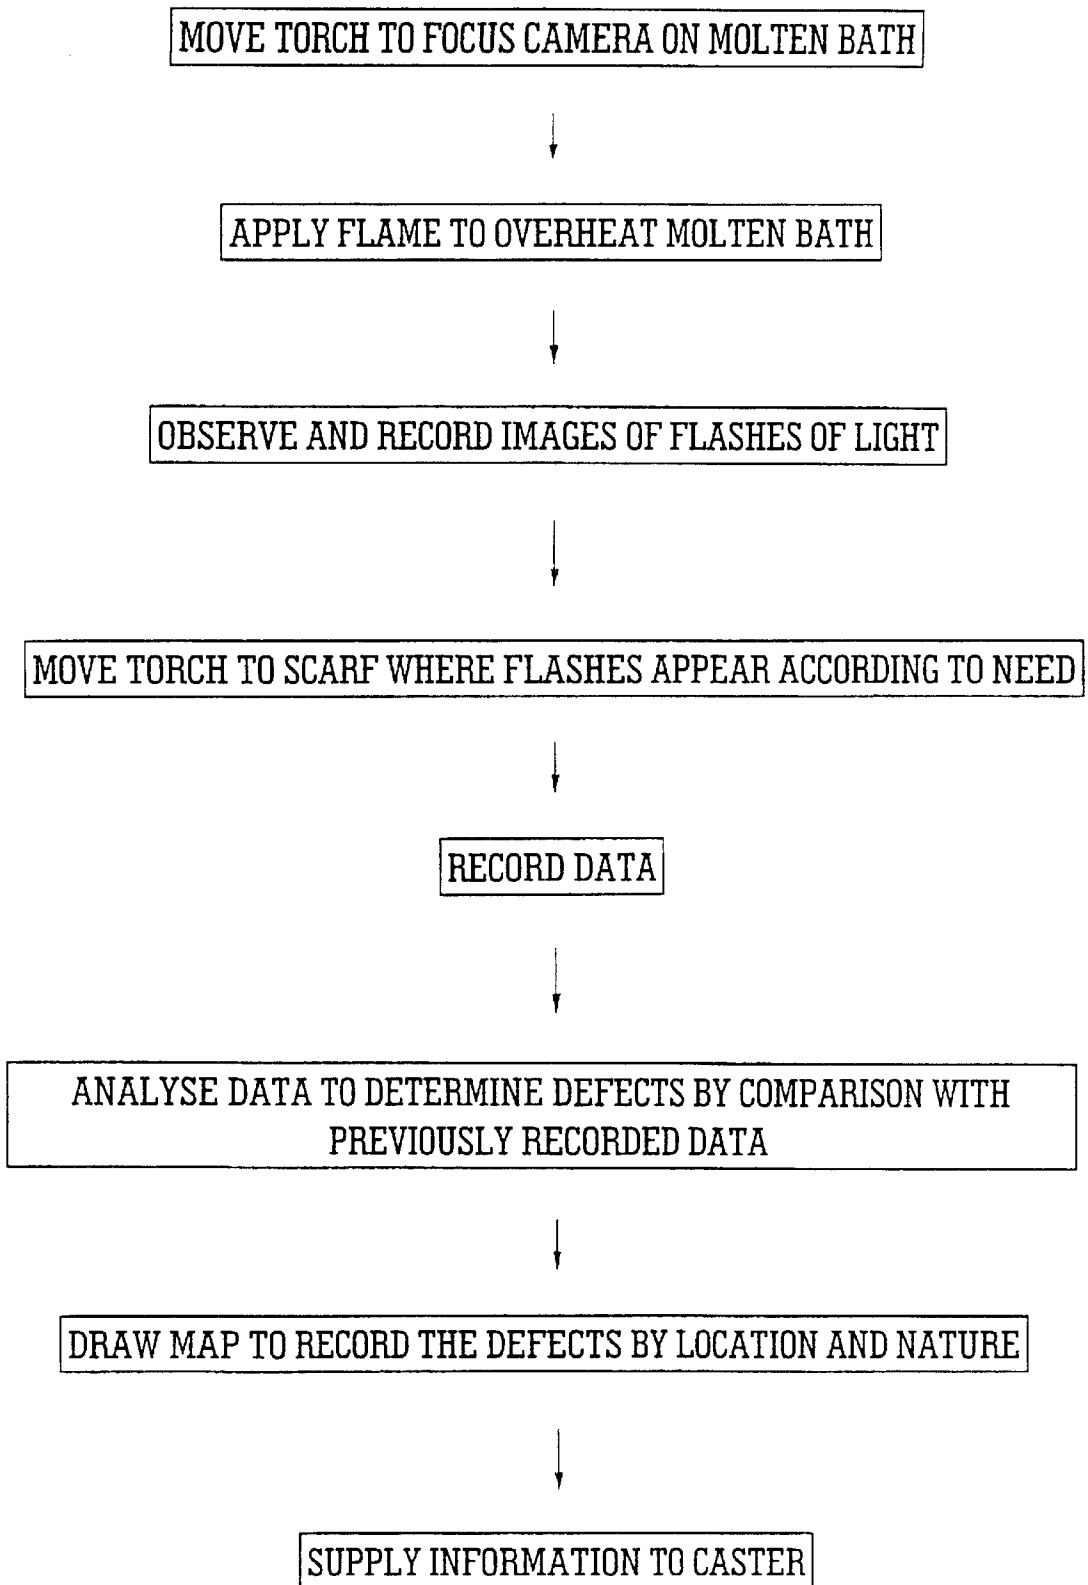 MOVE TORCH TO FOCUS CAMERA ON MOLTEN BATH
APPLY FLAME TO OVERHEAT MOLTEN BATH
OBSERVE AND RECORD IMAGES OF FLASHES OF LIGHT
MOVE TORCH TO SCARF WHERE FLASHES APPEAR ACCORDING TO NEED
RECORD DATA
ANALYSE DATA TO DETERMINE DEFECTS BY COMPARISON WITH
PREVIOUSLY RECORDED DATA
DRAW MAP TO RECORD THE DEFECTS BY LOCATION AND NATURE
SUPPLY INFORMATION TO CASTER